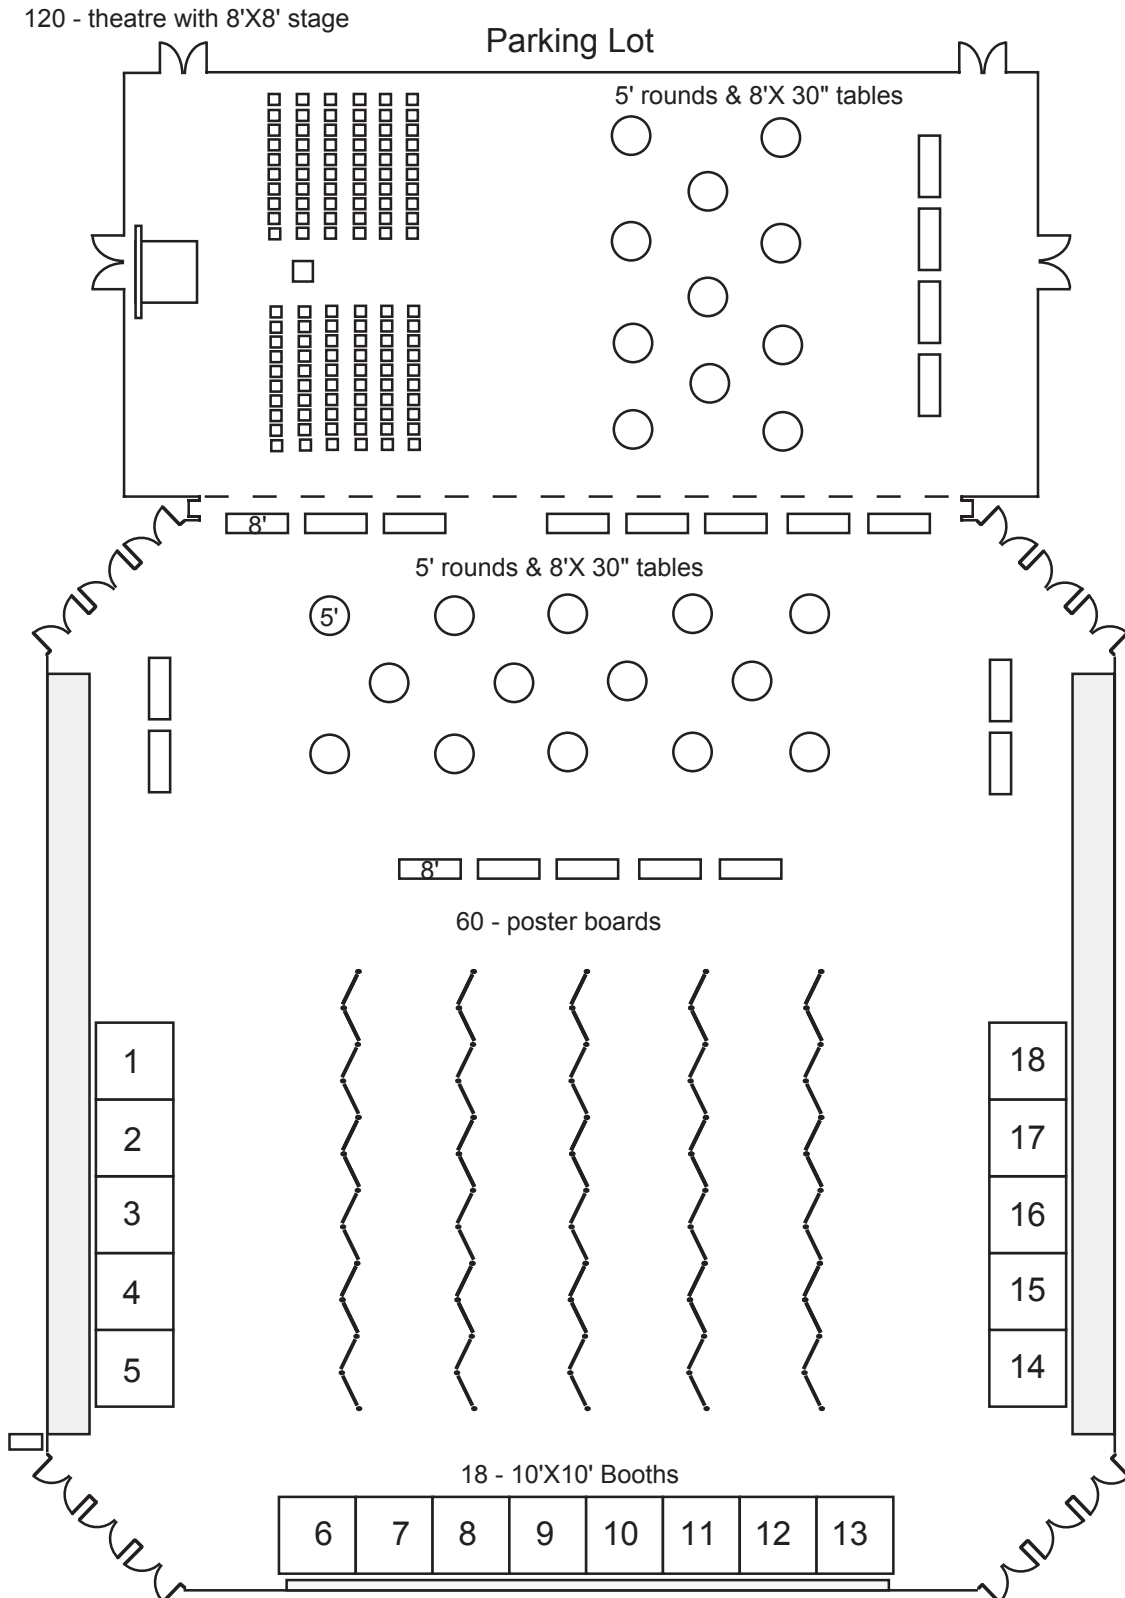 120 - theatre with 8'X8' stage
Parking Lot
5' rounds & 8'X 30" tables
8'
5' rounds & 8'X 30" tables
5'
8'
60 - poster boards
1
18
2
17
3
16
4
15
5
14
18 - 10'X10' Booths
6 7 8 9 10 11 12 13